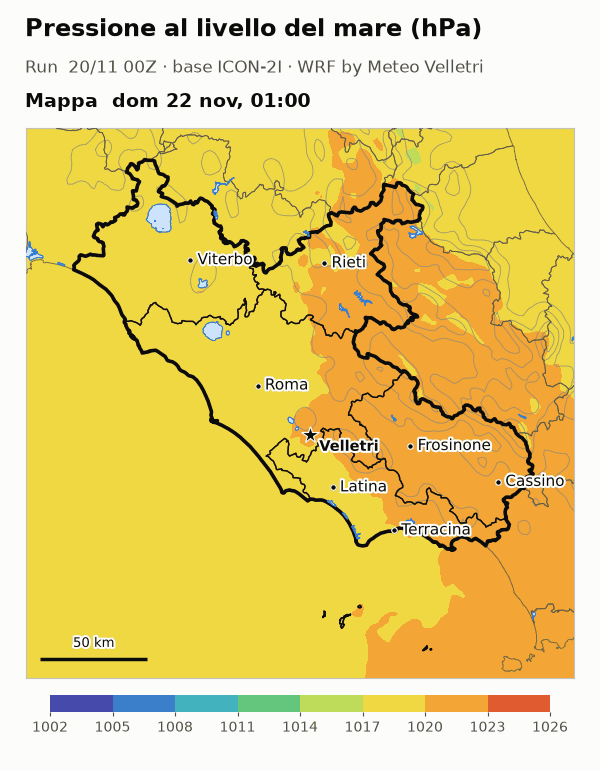 Pressione al livello del mare (hPa)
Run  20/11 00Z · base ICON-2I · WRF by Meteo Velletri
Mappa  dom 22 nov, 01:00
Viterbo
Rieti
Roma
Velletri
Frosinone
Cassino
Latina
Terracina
50 km
1002 1005 1008 1011 1014 1017 1020 1023 1026